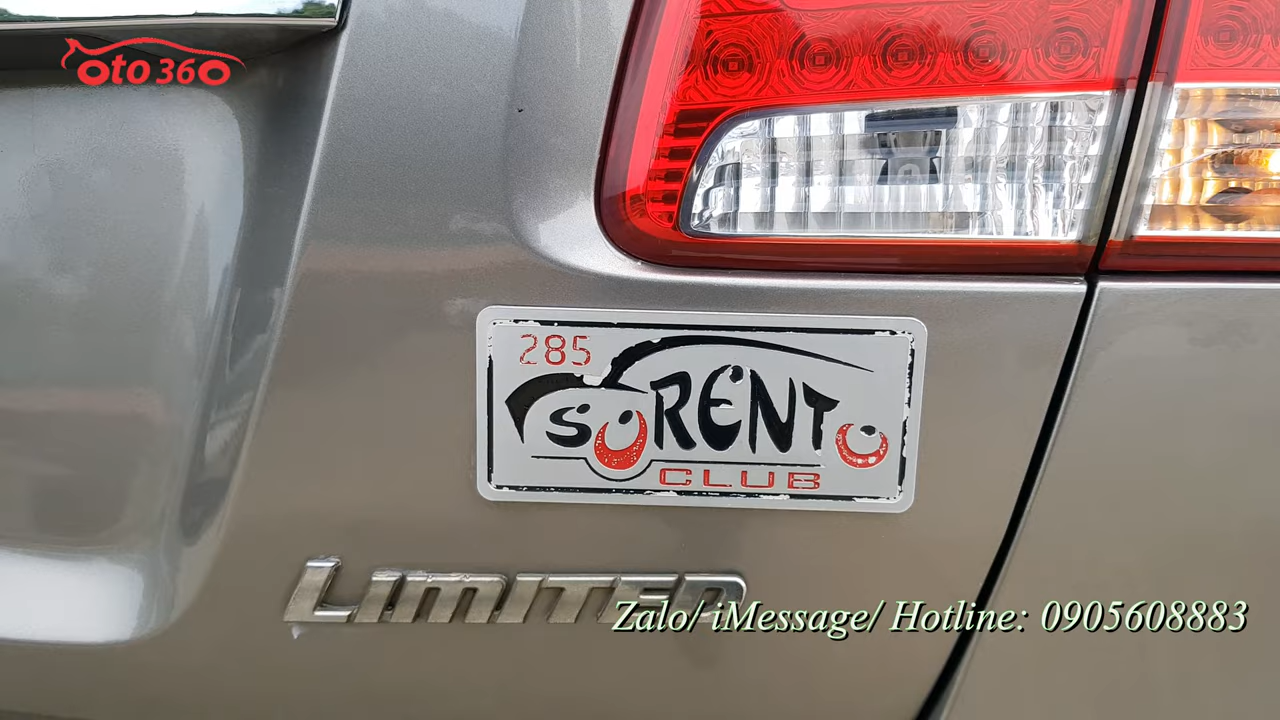 oto360
285
SORENTO
CLUB
LIMITED
Zalo/ iMessage/ Hotline: 0905608883